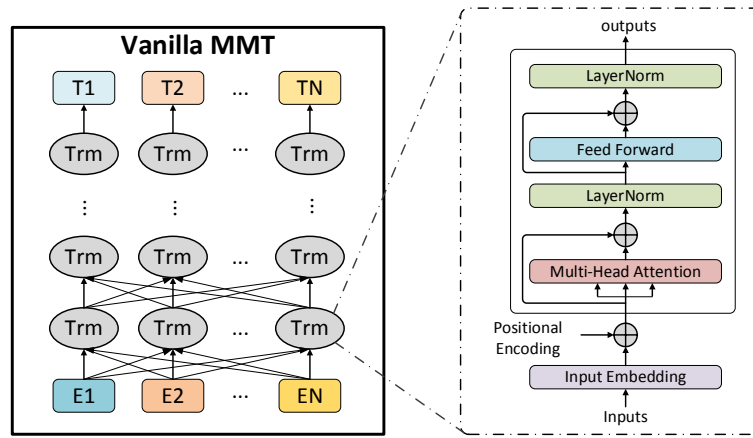 Vanilla MMT
T1 T2 ... TN
Trm Trm ... Trm
... ... ...
Trm Trm ... Trm
Trm Trm ... Trm
E1 E2 ... EN
outputs
LayerNorm
Feed Forward
LayerNorm
Multi-Head Attention
Positional
Encoding
Input Embedding
Inputs